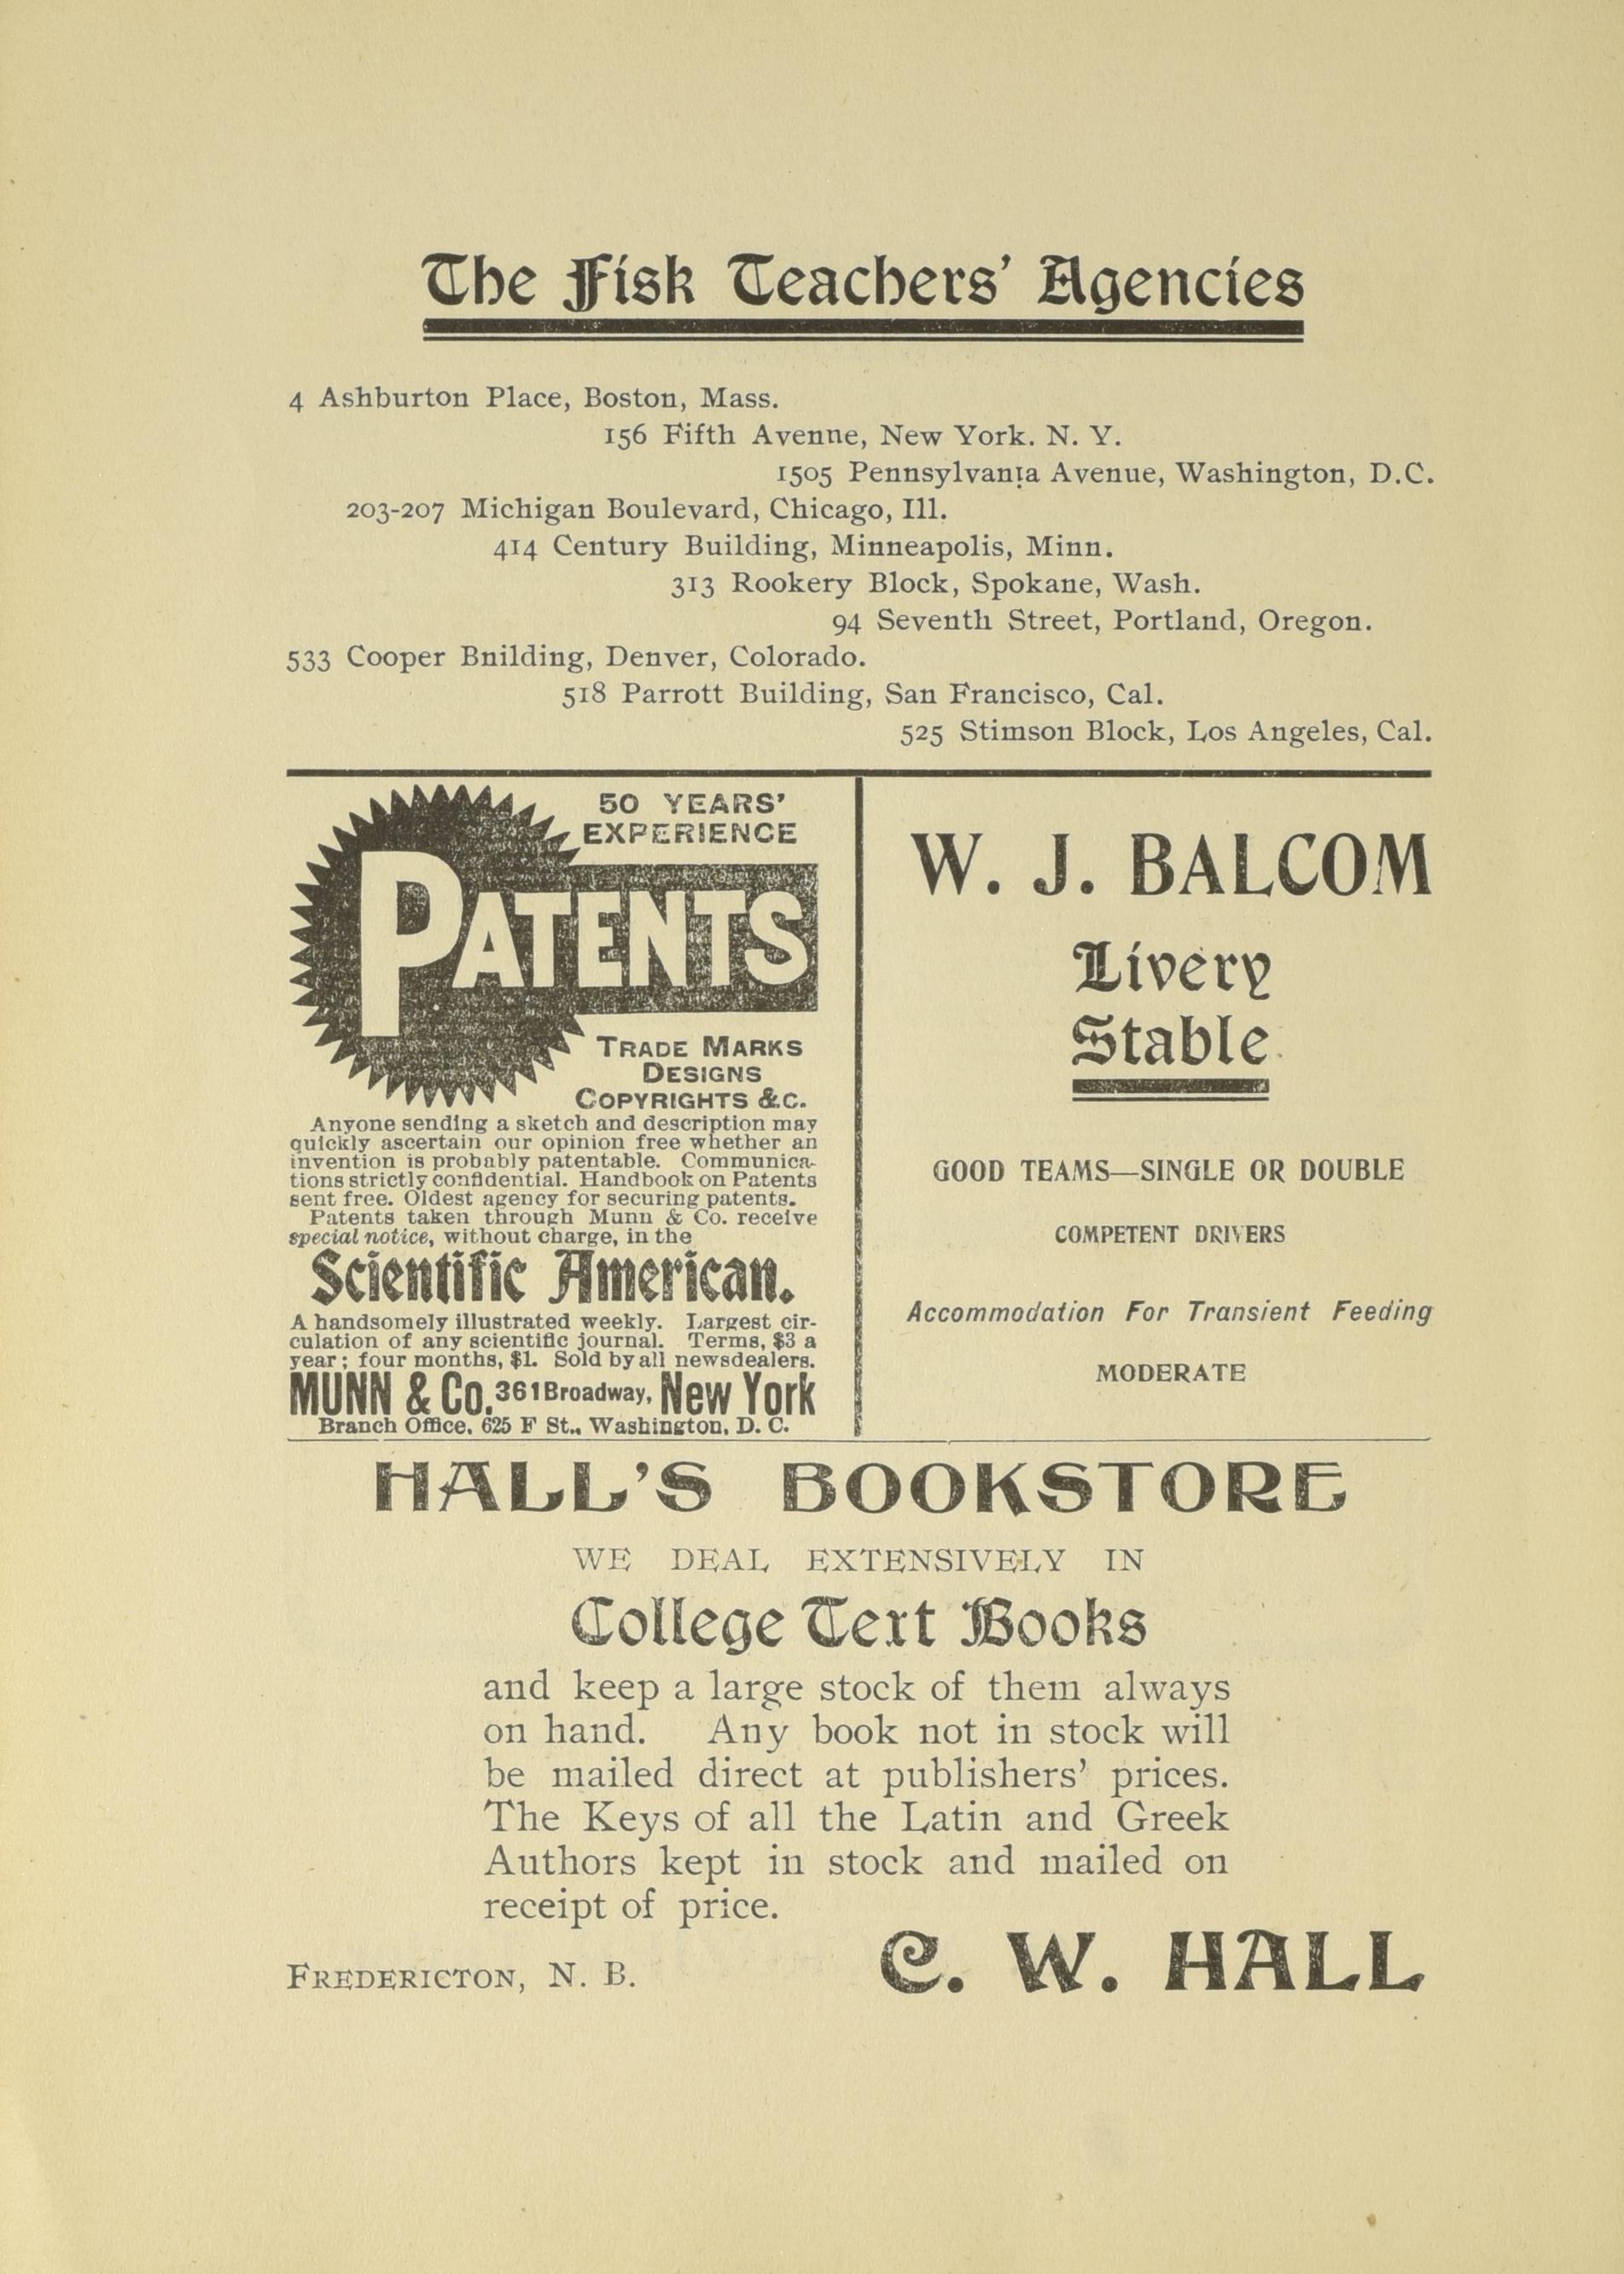 The Fisk Teachers' Agencies
4 Ashburton Place, Boston, Mass.
156 Fifth Avenne, New York. N. Y.
1505 Pennsylvania Avenue, Washington, D.C.
203-207 Michigan Boulevard, Chicago, Ill.
414 Century Building, Minneapolis, Minn.
313 Rookery Block, Spokane, Wash.
94 Seventh Street, Portland, Oregon.
533 Cooper Bnilding, Denver, Colorado.
518 Parrott Building, San Francisco, Cal.
525 Stimson Block, Los Angeles, Cal.
50 YEARS'
EXPERIENCE
PATENTS
TRADE MARKS
DESIGNS
COPYRIGHTS &C.
Anyone sending a sketch and description may
quickly ascertain our opinion free whether an
invention is probably patentable. Communica-
tions strictly confidential. Handbook on Patents
sent free. Oldest agency for securing patents.
Patents taken through Munn & Co. receive
special notice, without charge, in the
Scientific American.
A handsomely illustrated weekly. Largest cir-
culation of any scientific journal. Terms, $3 a
year; four months, $1. Sold by all newsdealers.
MUNN & Co. 361 Broadway, New York
Branch Office, 625 F St., Washington, D. C.
W. J. BALCOM
Livery
Stable
GOOD TEAMS—SINGLE OR DOUBLE
COMPETENT DRIVERS
Accommodation For Transient Feeding
MODERATE
HALL'S BOOKSTORE
WE DEAL EXTENSIVELY IN
College Text Books
and keep a large stock of them always
on hand. Any book not in stock will
be mailed direct at publishers' prices.
The Keys of all the Latin and Greek
Authors kept in stock and mailed on
receipt of price.
FREDERICTON, N. B.
C. W. HALL